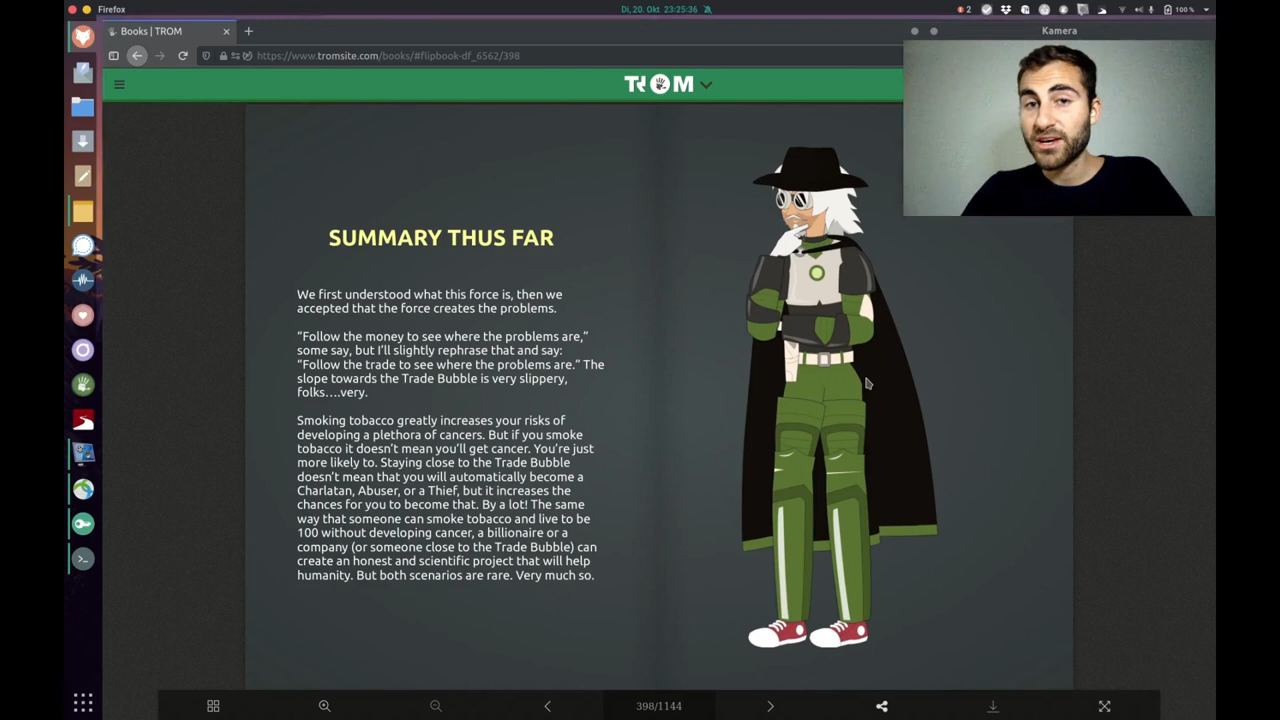 Firefox
Di, 20. Okt 23:25:36
2
100 %
Books | TROM
Kamera
https://www.tromsite.com/books/#flipbook-df_6562/398
TROM
SUMMARY THUS FAR
We first understood what this force is, then we
accepted that the force creates the problems.
“Follow the money to see where the problems are,”
some say, but I’ll slightly rephrase that and say:
“Follow the trade to see where the problems are.” The
slope towards the Trade Bubble is very slippery,
folks….very.
Smoking tobacco greatly increases your risks of
developing a plethora of cancers. But if you smoke
tobacco it doesn’t mean you’ll get cancer. You’re just
more likely to. Staying close to the Trade Bubble
doesn’t mean that you will automatically become a
Charlatan, Abuser, or a Thief, but it increases the
chances for you to become that. By a lot! The same
way that someone can smoke tobacco and live to be
100 without developing cancer, a billionaire or a
company (or someone close to the Trade Bubble) can
create an honest and scientific project that will help
humanity. But both scenarios are rare. Very much so.
398/1144